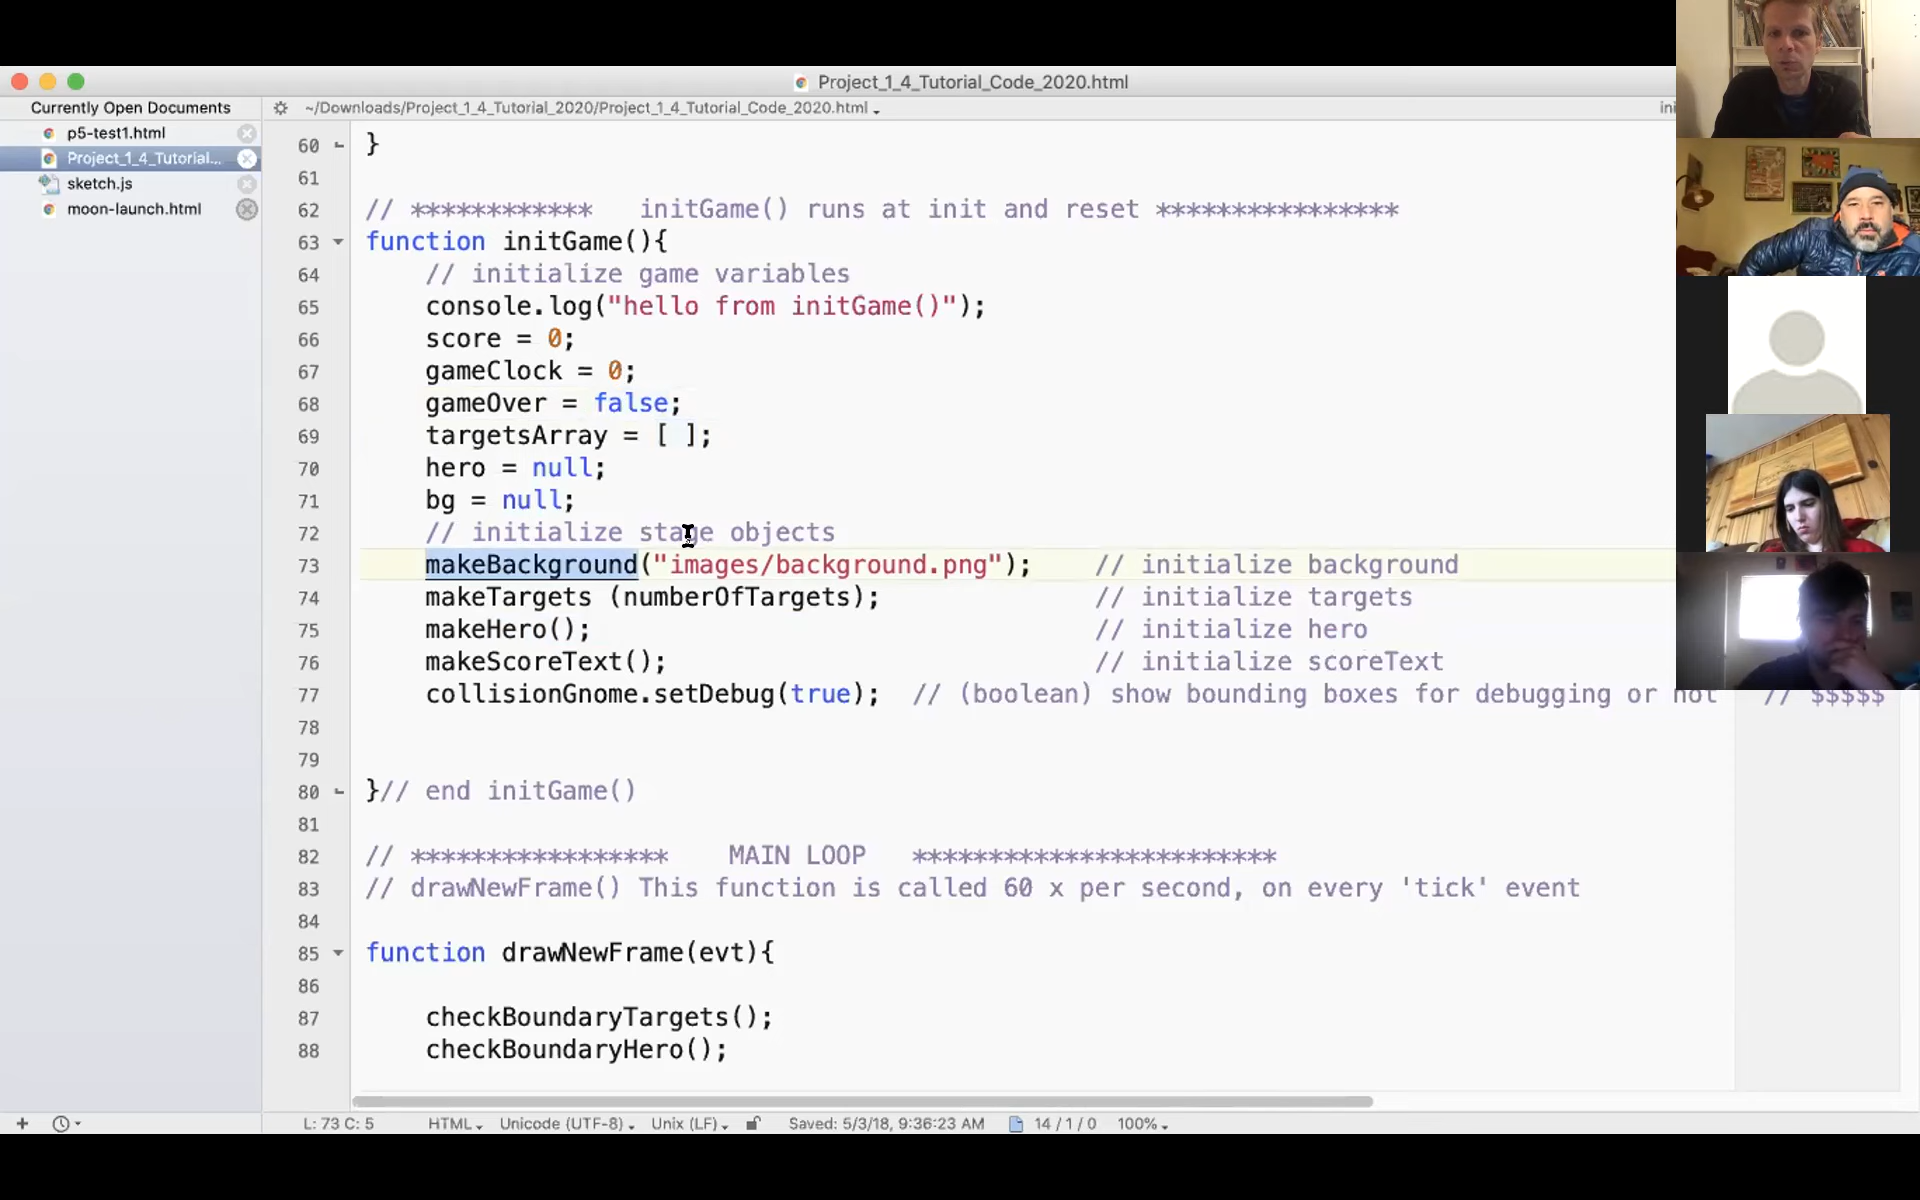 Project_1_4_Tutorial_Code_2020.html
Currently Open Documents
~/Downloads/Project_1_4_Tutorial_2020/Project_1_4_Tutorial_Code_2020.html
p5-test1.html
Project_1_4_Tutorial...
sketch.js
moon-launch.html
60 }
61
62 // ************ initGame() runs at init and reset ****************
63 function initGame(){
64 // initialize game variables
65 console.log("hello from initGame()");
66 score = 0;
67 gameClock = 0;
68 gameOver = false;
69 targetsArray = [ ];
70 hero = null;
71 bg = null;
72 // initialize stage objects
73 makeBackground("images/background.png"); // initialize background
74 makeTargets (numberOfTargets); // initialize targets
75 makeHero(); // initialize hero
76 makeScoreText(); // initialize scoreText
77 collisionGnome.setDebug(true); // (boolean) show bounding boxes for debugging or not // $$$$$
78
79
80 }// end initGame()
81
82 // ***************** MAIN LOOP ************************
83 // drawNewFrame() This function is called 60 x per second, on every 'tick' event
84
85 function drawNewFrame(evt){
86
87 checkBoundaryTargets();
88 checkBoundaryHero();
L: 73 C: 5 HTML Unicode (UTF-8) Unix (LF) Saved: 5/3/18, 9:36:23 AM 14 / 1 / 0 100%